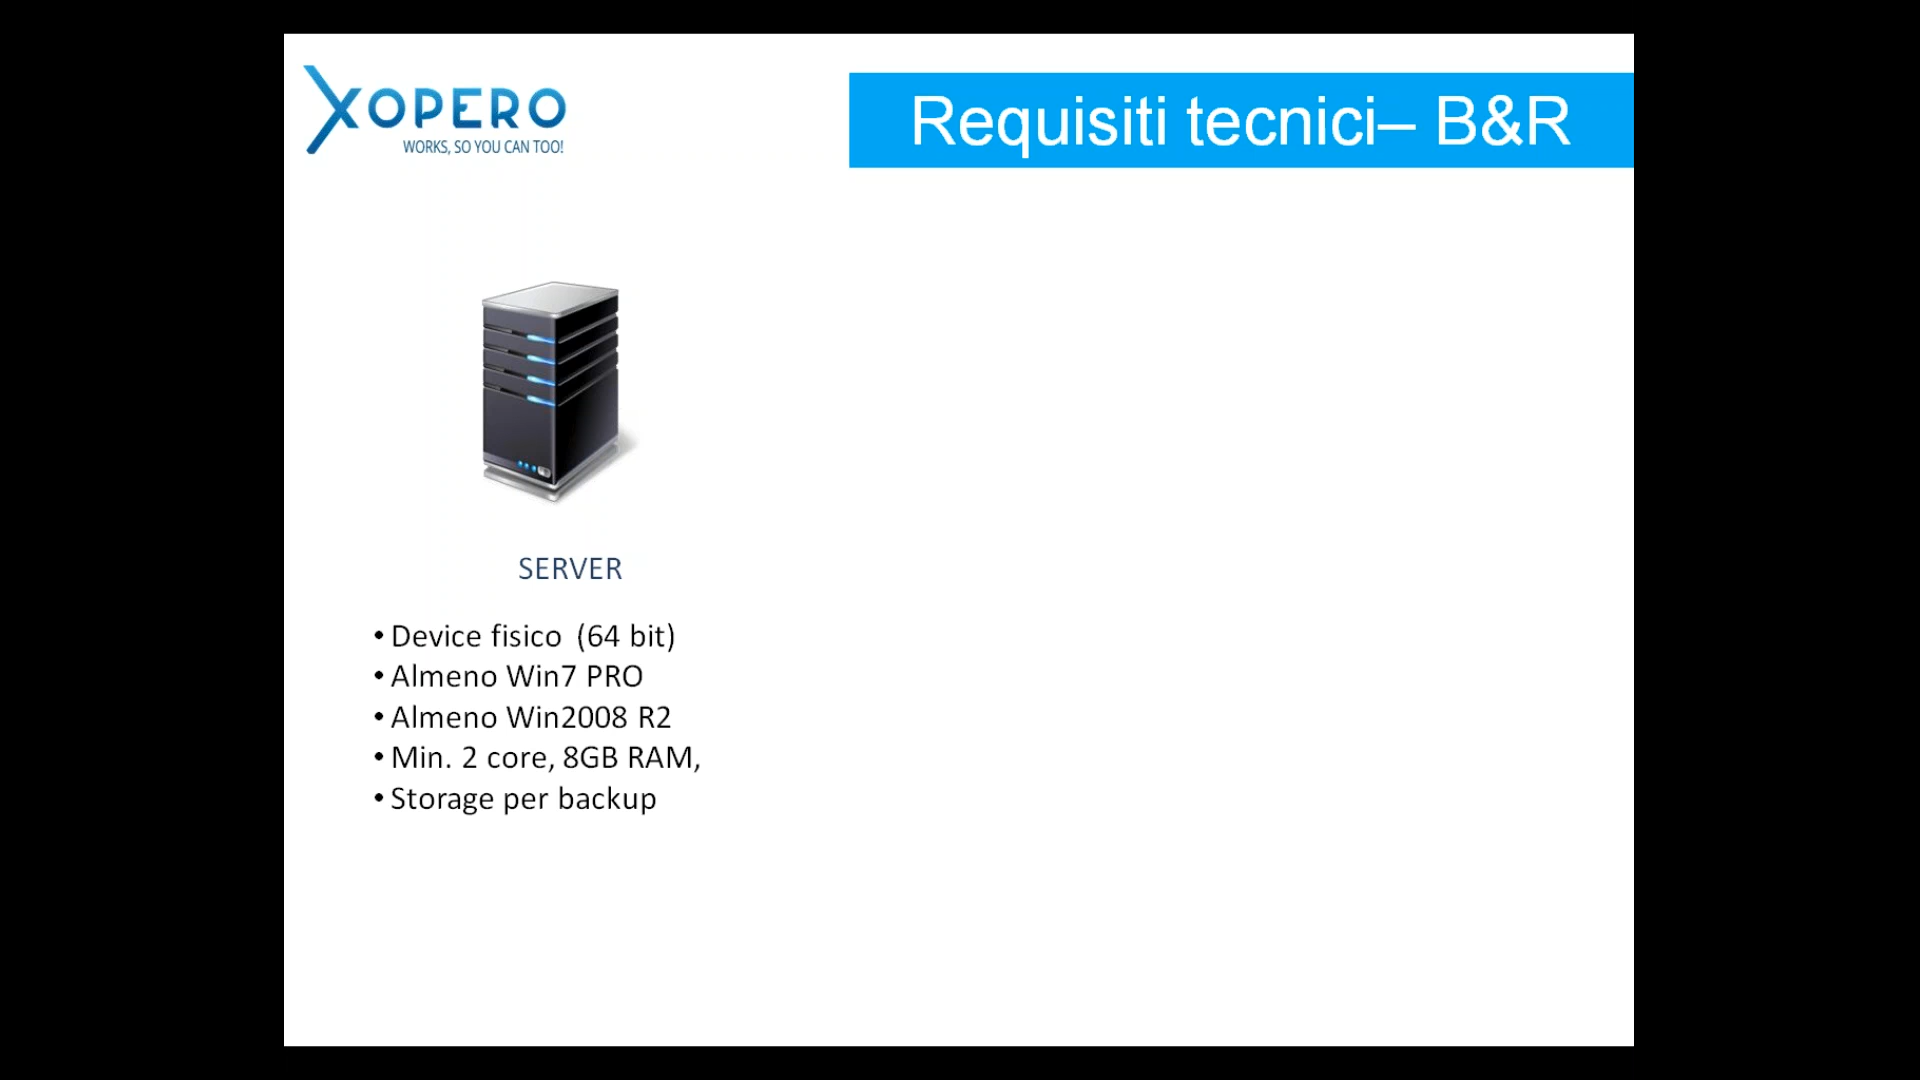 XOPERO
WORKS, SO YOU CAN TOO!
Requisiti tecnici– B&R
SERVER
• Device fisico (64 bit)
• Almeno Win7 PRO
• Almeno Win2008 R2
• Min. 2 core, 8GB RAM,
• Storage per backup